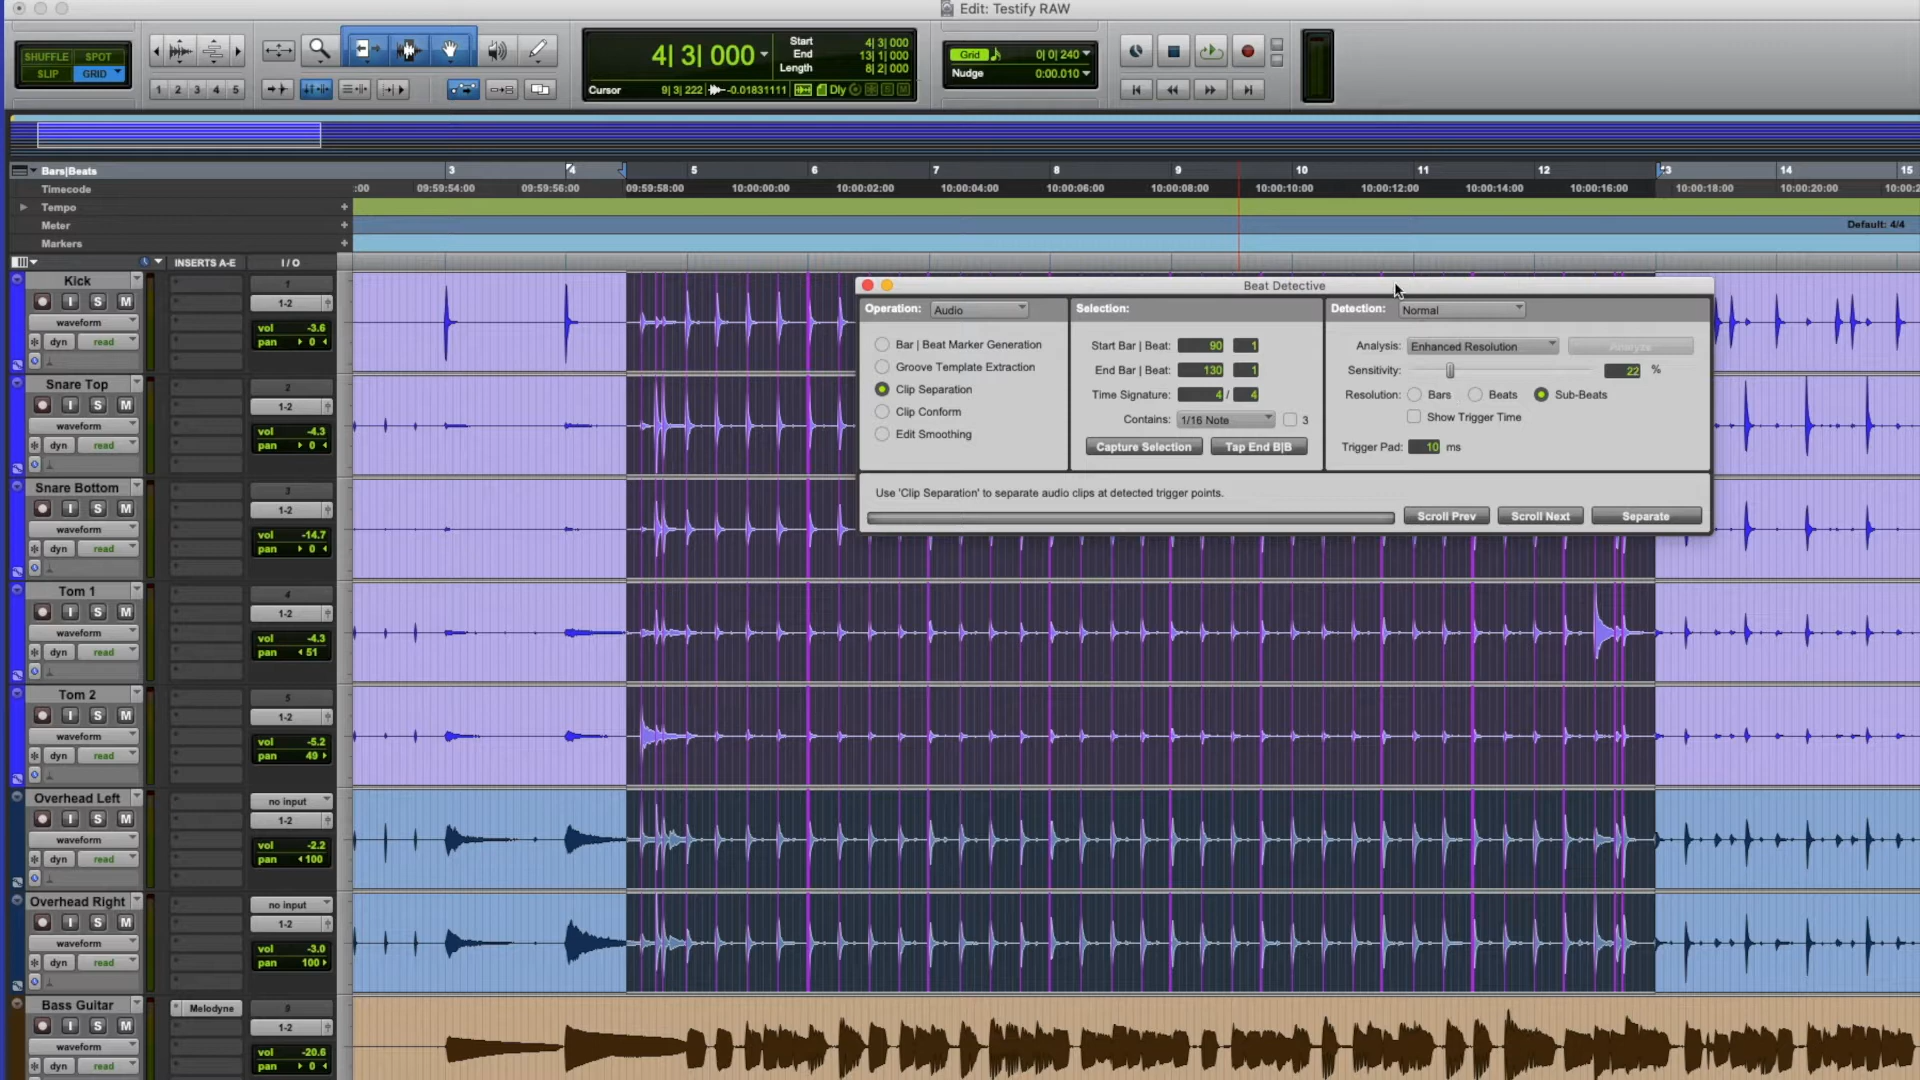 Edit: Testify RAW
SHUFFLE SPOT
SLIP GRID
1 2 3 4 5
4| 3| 000
Start 4| 3| 000
End 13| 1| 000
Length 8| 2| 000
Cursor 9| 3| 222 -0.01831111 Dly
Grid 0| 0| 240
Nudge 0:00.010
Bars|Beats 3 4 5 6 7 8 9 10 11 12 13 14 15
Timecode :00 09:59:54:00 09:59:56:00 09:59:58:00 10:00:00:00 10:00:02:00 10:00:04:00 10:00:06:00 10:00:08:00 10:00:10:00 10:00:12:00 10:00:14:00 10:00:16:00 10:00:18:00 10:00:20:00 10:00:2
Tempo
Meter Default: 4/4
Markers
INSERTS A-E I / O
Kick 1
I S M 1-2
waveform vol -3.6
dyn read pan 0
Snare Top 2
I S M 1-2
waveform vol -4.3
dyn read pan 0
Snare Bottom 3
I S M 1-2
waveform vol -14.7
dyn read pan 0
Tom 1 4
I S M 1-2
waveform vol -4.3
dyn read pan 51
Tom 2 5
I S M 1-2
waveform vol -5.2
dyn read pan 49
Overhead Left no input
I S M 1-2
waveform vol -2.2
dyn read pan 100
Overhead Right no input
I S M 1-2
waveform vol -3.0
dyn read pan 100
Bass Guitar Melodyne 9
I S M 1-2
waveform vol -20.6
dyn read pan 0
Beat Detective
Operation: Audio
Bar | Beat Marker Generation
Groove Template Extraction
Clip Separation
Clip Conform
Edit Smoothing
Selection:
Start Bar | Beat: 90 1
End Bar | Beat: 130 1
Time Signature: 4 / 4
Contains: 1/16 Note 3
Capture Selection Tap End B|B
Detection: Normal
Analysis: Enhanced Resolution Analyze
Sensitivity: 22 %
Resolution: Bars Beats Sub-Beats
Show Trigger Time
Trigger Pad: 10 ms
Use 'Clip Separation' to separate audio clips at detected trigger points.
Scroll Prev Scroll Next Separate